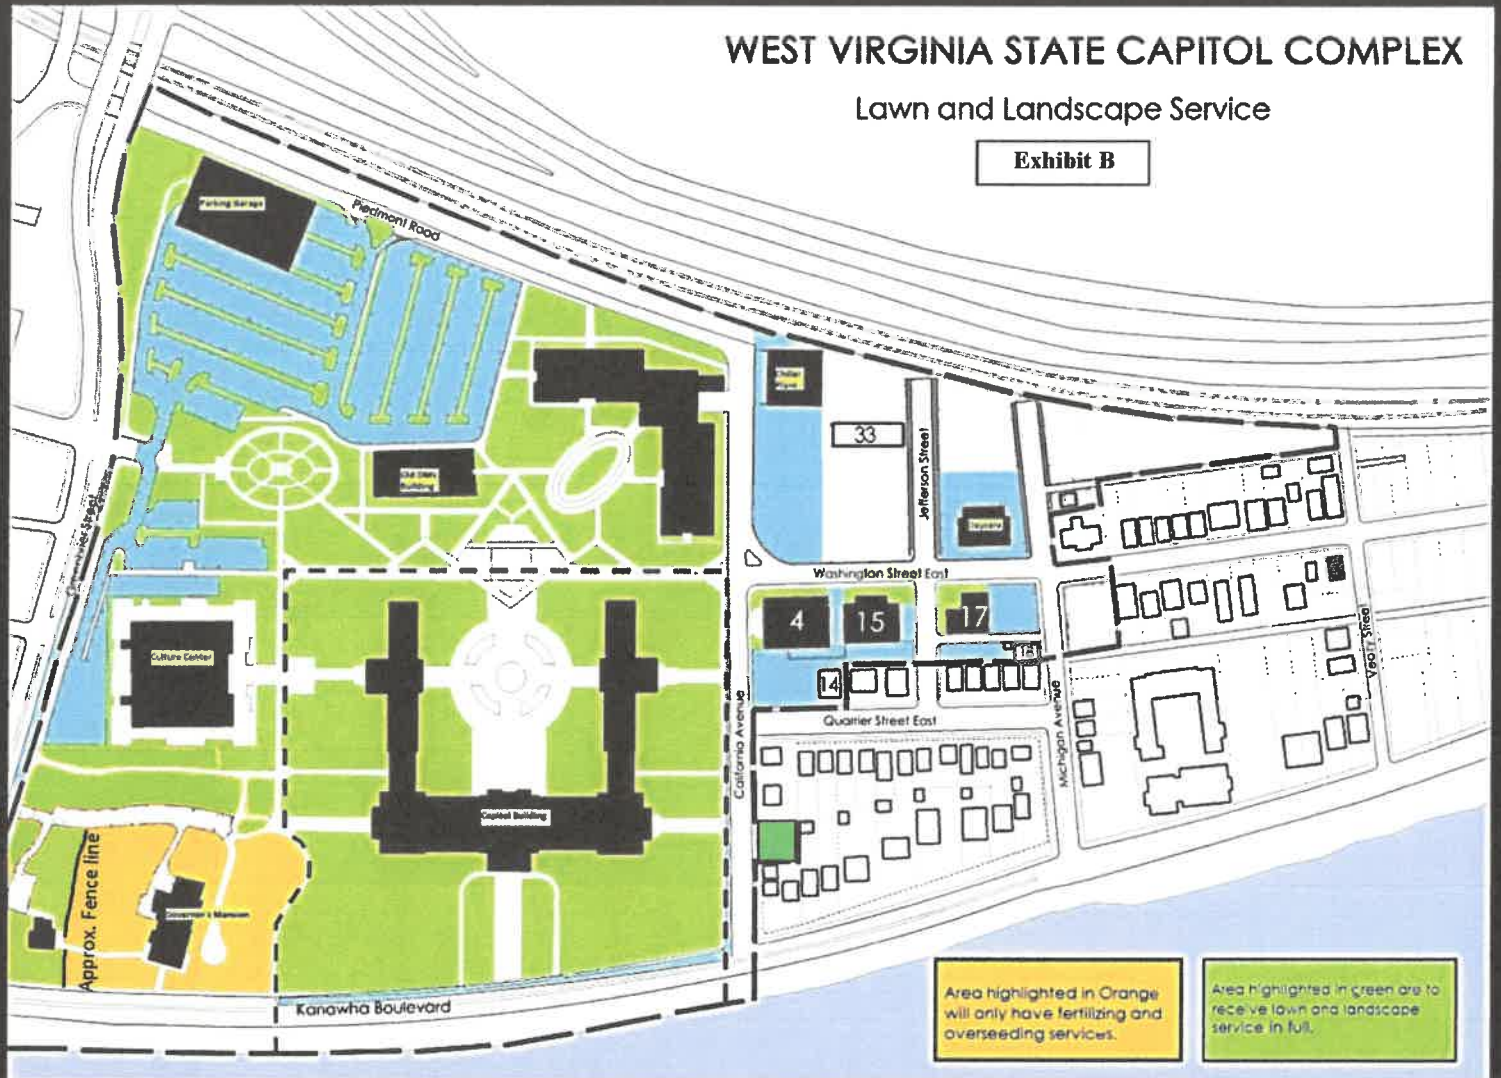 WEST VIRGINIA STATE CAPITOL COMPLEX
Lawn and Landscape Service
Exhibit B
Parking Garage
Piedmont Road
Chiller
33
Jefferson Street
Building
Daycare
Washington Street East
4
15
17
Culture Center
14
California Avenue
Quarrier Street East
Michigan Avenue
Capitol Building
Approx. Fence line
Governor's Mansion
Kanawha Boulevard
Area highlighted in Orange
will only have fertilizing and
overseeding services.
Area highlighted in green are to
receive lawn and landscape
service in full.